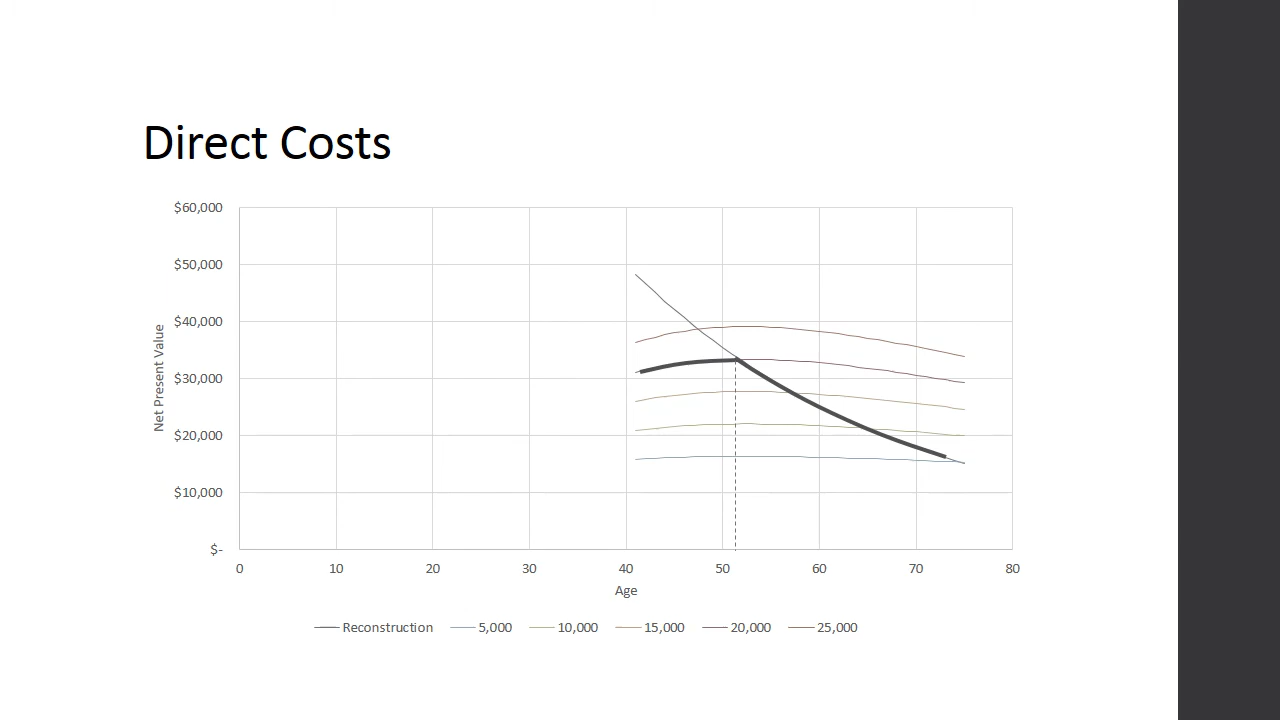 Direct Costs
$60,000
$50,000
$40,000
$30,000
$20,000
$10,000
$-
Net Present Value
0 10 20 30 40 50 60 70 80
Age
Reconstruction 5,000 10,000 15,000 20,000 25,000